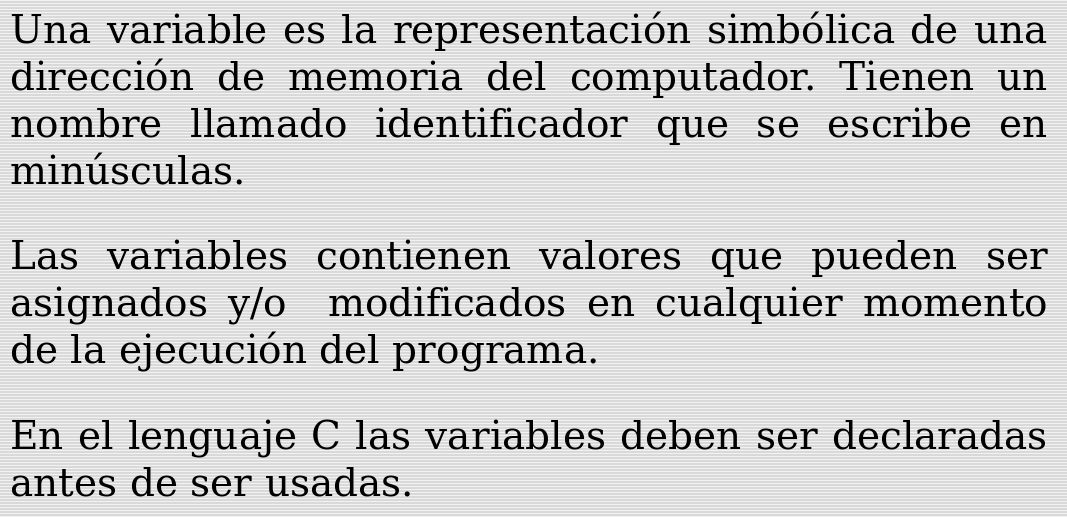 Una variable es la representación simbólica de una
dirección de memoria del computador. Tienen un
nombre llamado identificador que se escribe en
minúsculas.
Las variables contienen valores que pueden ser
asignados y/o modificados en cualquier momento
de la ejecución del programa.
En el lenguaje C las variables deben ser declaradas
antes de ser usadas.